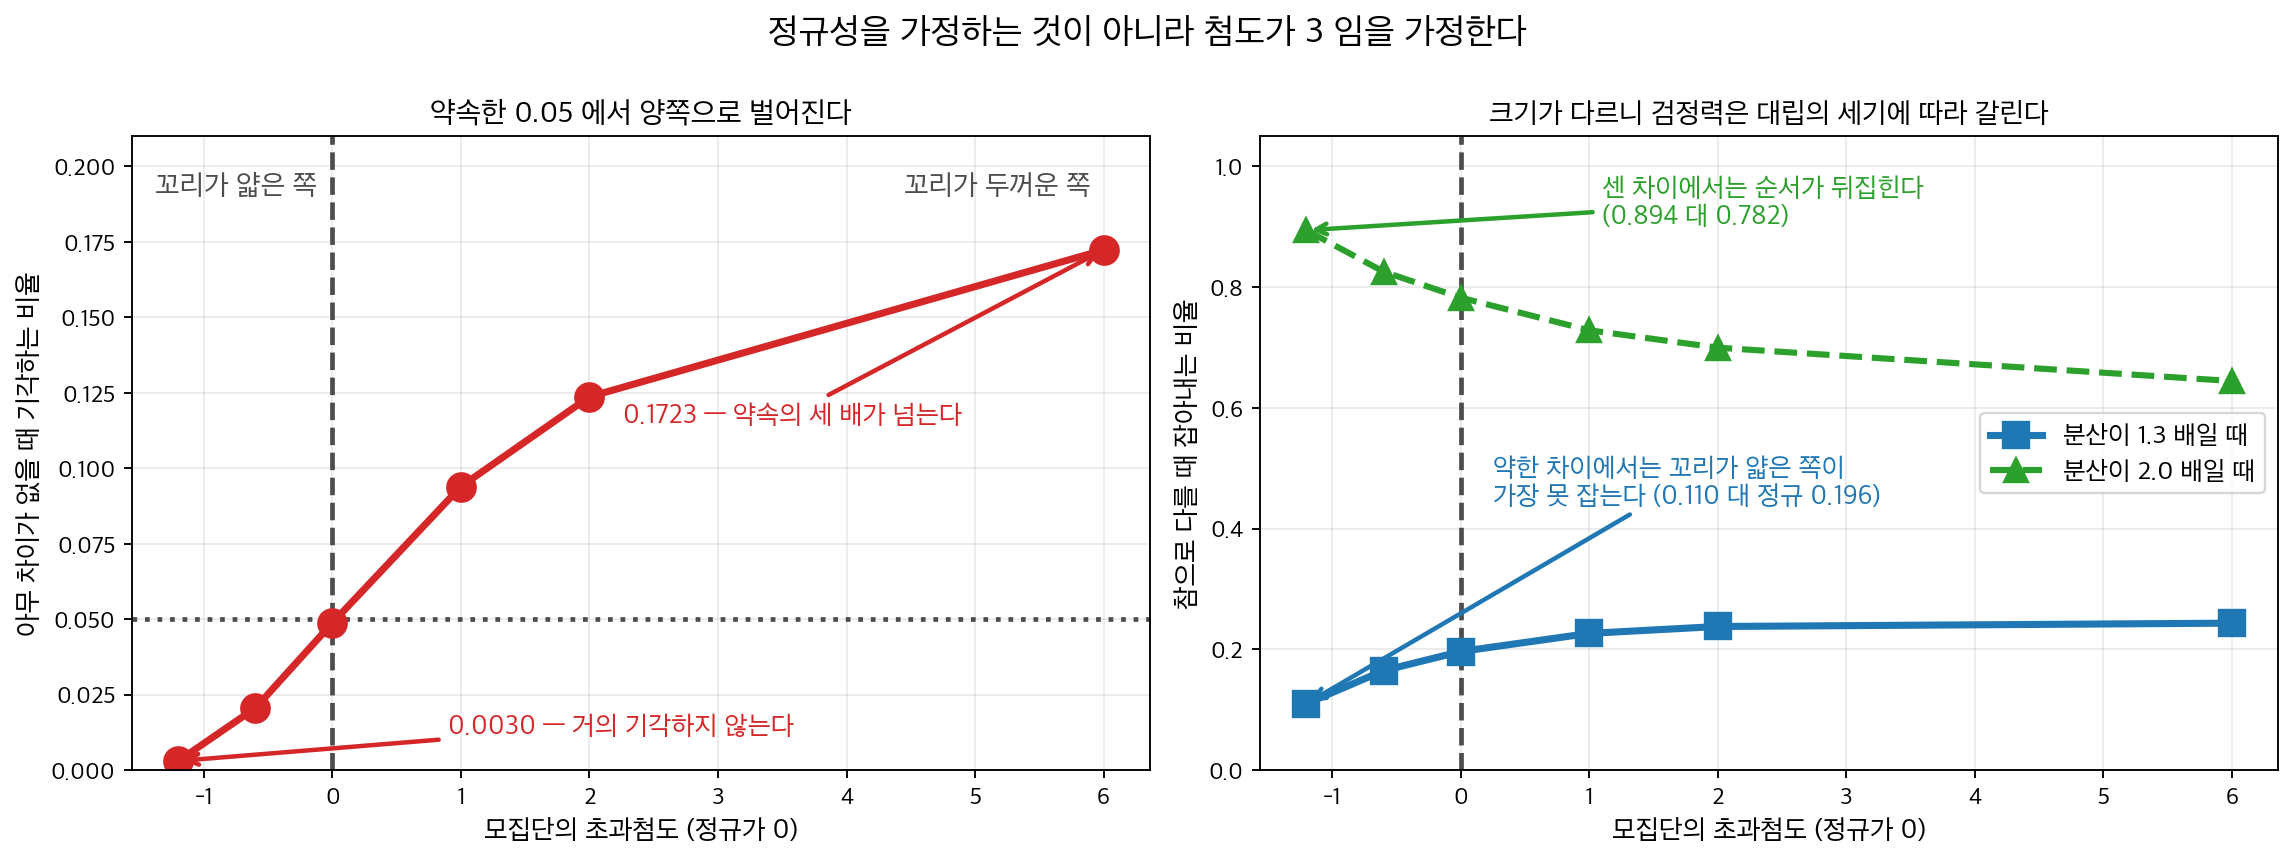 정규성을 가정하는 것이 아니라 첨도가 3 임을 가정한다
약속한 0.05 에서 양쪽으로 벌어진다
꼬리가 얇은 쪽
꼬리가 두꺼운 쪽
0.1723 — 약속의 세 배가 넘는다
0.0030 — 거의 기각하지 않는다
아무 차이가 없을 때 기각하는 비율
0.200
0.175
0.150
0.125
0.100
0.075
0.050
0.025
0.000
-1 0 1 2 3 4 5 6
모집단의 초과첨도 (정규가 0)
크기가 다르니 검정력은 대립의 세기에 따라 갈린다
센 차이에서는 순서가 뒤집힌다
(0.894 대 0.782)
약한 차이에서는 꼬리가 얇은 쪽이
가장 못 잡는다 (0.110 대 정규 0.196)
분산이 1.3 배일 때
분산이 2.0 배일 때
참으로 다를 때 잡아내는 비율
1.0
0.8
0.6
0.4
0.2
0.0
-1 0 1 2 3 4 5 6
모집단의 초과첨도 (정규가 0)